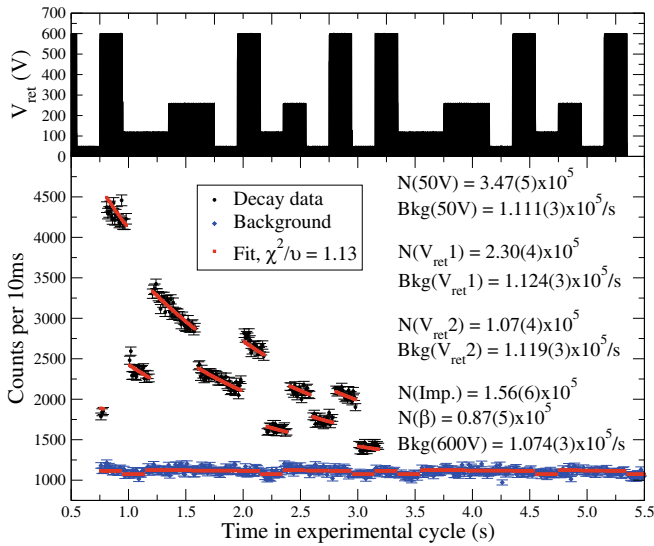 700
600
500
400
300
200
100
0
V_ret (V)
4500
4000
3500
3000
2500
2000
1500
1000
Counts per 10ms
Decay data
Background
Fit, χ²/υ = 1.13
N(50V) = 3.47(5)x10⁵
Bkg(50V) = 1.111(3)x10⁵/s
N(V_ret1) = 2.30(4)x10⁵
Bkg(V_ret1) = 1.124(3)x10⁵/s
N(V_ret2) = 1.07(4)x10⁵
Bkg(V_ret2) = 1.119(3)x10⁵/s
N(Imp.) = 1.56(6)x10⁵
N(β) = 0.87(5)x10⁵
Bkg(600V) = 1.074(3)x10⁵/s
0.5 1.0 1.5 2.0 2.5 3.0 3.5 4.0 4.5 5.0 5.5
Time in experimental cycle (s)